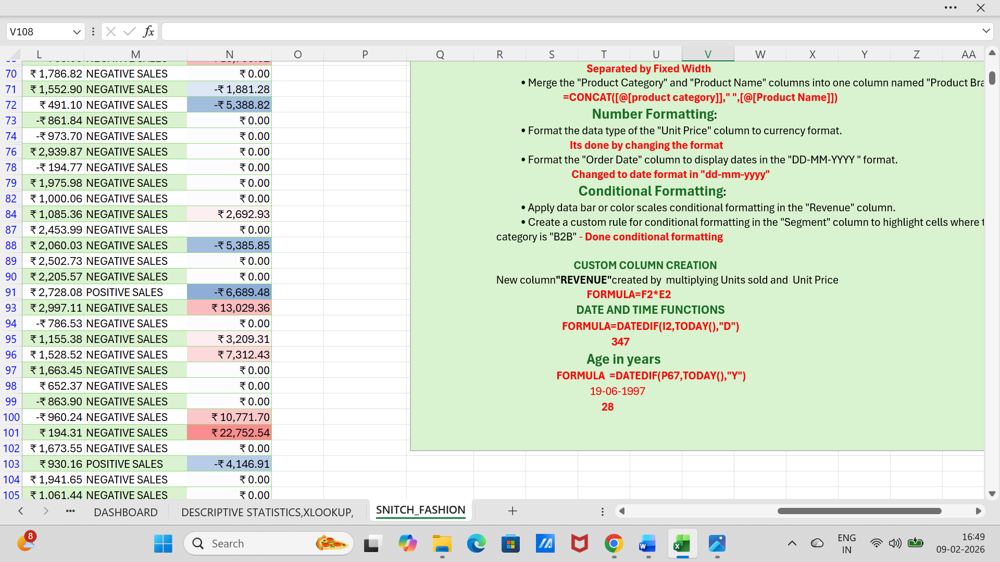 V108
fx
L M N O P Q R S T U V W X Y Z AA
70 ₹ 1,786.82 NEGATIVE SALES ₹ 0.00
71 ₹ 1,552.90 NEGATIVE SALES -₹ 1,881.28
72 ₹ 491.10 NEGATIVE SALES -₹ 5,388.82
73 -₹ 861.84 NEGATIVE SALES ₹ 0.00
74 -₹ 973.70 NEGATIVE SALES ₹ 0.00
76 ₹ 2,939.87 NEGATIVE SALES ₹ 0.00
78 -₹ 194.77 NEGATIVE SALES ₹ 0.00
79 ₹ 1,975.98 NEGATIVE SALES ₹ 0.00
82 ₹ 1,000.06 NEGATIVE SALES ₹ 0.00
84 ₹ 1,085.36 NEGATIVE SALES ₹ 2,692.93
87 ₹ 2,453.99 NEGATIVE SALES ₹ 0.00
88 ₹ 2,060.03 NEGATIVE SALES -₹ 5,385.85
89 ₹ 2,502.73 NEGATIVE SALES ₹ 0.00
90 ₹ 2,205.57 NEGATIVE SALES ₹ 0.00
91 ₹ 2,728.08 POSITIVE SALES -₹ 6,689.48
93 ₹ 2,997.11 NEGATIVE SALES ₹ 13,029.36
94 -₹ 786.53 NEGATIVE SALES ₹ 0.00
95 ₹ 1,155.38 NEGATIVE SALES ₹ 3,209.31
96 ₹ 1,528.52 NEGATIVE SALES ₹ 7,312.43
97 ₹ 1,663.45 NEGATIVE SALES ₹ 0.00
98 ₹ 652.37 NEGATIVE SALES ₹ 0.00
99 -₹ 863.90 NEGATIVE SALES ₹ 0.00
100 -₹ 960.24 NEGATIVE SALES ₹ 10,771.70
101 ₹ 194.31 NEGATIVE SALES ₹ 22,752.54
102 ₹ 1,673.55 NEGATIVE SALES ₹ 0.00
103 ₹ 930.16 POSITIVE SALES -₹ 4,146.91
104 ₹ 1,941.65 NEGATIVE SALES ₹ 0.00
105 ₹ 1,061.44 NEGATIVE SALES ₹ 0.00
Separated by Fixed Width
• Merge the "Product Category" and "Product Name" columns into one column named "Product Bra
=CONCAT([@[product category]]," ",[@[Product Name]])
Number Formatting:
• Format the data type of the "Unit Price" column to currency format.
Its done by changing the format
• Format the "Order Date" column to display dates in the "DD-MM-YYYY " format.
Changed to date format in "dd-mm-yyyy"
Conditional Formatting:
• Apply data bar or color scales conditional formatting in the "Revenue" column.
• Create a custom rule for conditional formatting in the "Segment" column to highlight cells where t
category is "B2B" - Done conditional formatting
CUSTOM COLUMN CREATION
New column"REVENUE"created by multiplying Units sold and Unit Price
FORMULA=F2*E2
DATE AND TIME FUNCTIONS
FORMULA=DATEDIF(I2,TODAY(),"D")
347
Age in years
FORMULA =DATEDIF(P67,TODAY(),"Y")
19-06-1997
28
DASHBOARD DESCRIPTIVE STATISTICS,XLOOKUP, SNITCH_FASHION
8 Search ENG 16:49
IN 09-02-2026